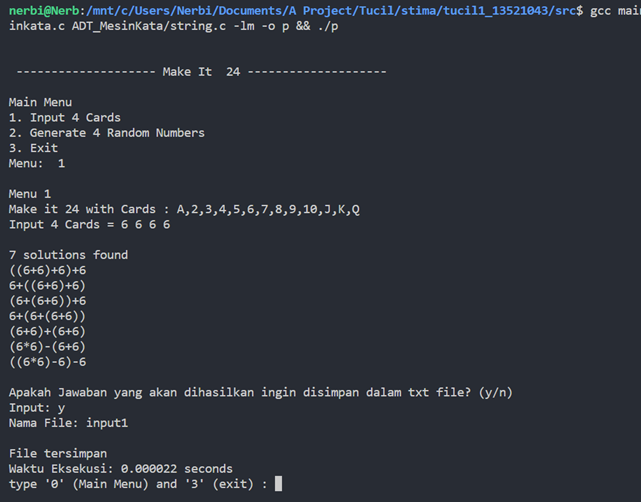 nerbi@Nerb:/mnt/c/Users/Nerbi/Documents/A Project/Tucil/stima/tucil1_13521043/src$ gcc mai
inkata.c ADT_MesinKata/string.c -lm -o p && ./p
-------------------- Make It  24 --------------------
Main Menu
1. Input 4 Cards
2. Generate 4 Random Numbers
3. Exit
Menu:  1
Menu 1
Make it 24 with Cards : A,2,3,4,5,6,7,8,9,10,J,K,Q
Input 4 Cards = 6 6 6 6
7 solutions found
((6+6)+6)+6
6+((6+6)+6)
(6+(6+6))+6
6+(6+(6+6))
(6+6)+(6+6)
(6*6)-(6+6)
((6*6)-6)-6
Apakah Jawaban yang akan dihasilkan ingin disimpan dalam txt file? (y/n)
Input: y
Nama File: input1
File tersimpan
Waktu Eksekusi: 0.000022 seconds
type '0' (Main Menu) and '3' (exit) :